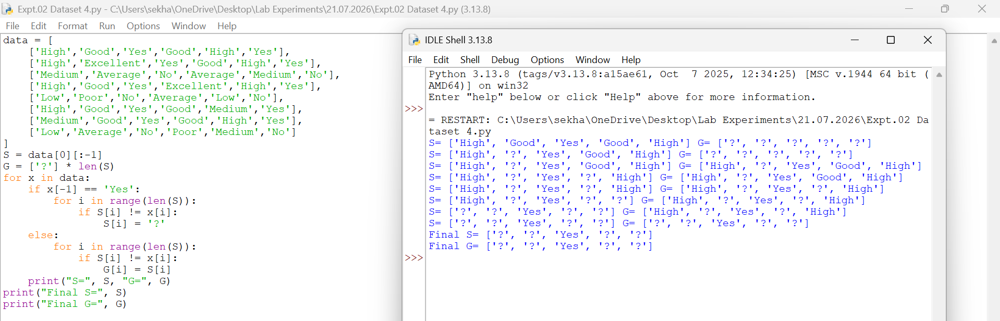 Expt.02 Dataset 4.py - C:\Users\sekha\OneDrive\Desktop\Lab Experiments\21.07.2026\Expt.02 Dataset 4.py (3.13.8)
File Edit Format Run Options Window Help
data = [
    ['High','Good','Yes','Good','High','Yes'],
    ['High','Excellent','Yes','Good','High','Yes'],
    ['Medium','Average','No','Average','Medium','No'],
    ['High','Good','Yes','Excellent','High','Yes'],
    ['Low','Poor','No','Average','Low','No'],
    ['High','Good','Yes','Good','Medium','Yes'],
    ['Medium','Good','Yes','Good','High','Yes'],
    ['Low','Average','No','Poor','Medium','No']
]
S = data[0][:-1]
G = ['?'] * len(S)
for x in data:
    if x[-1] == 'Yes':
        for i in range(len(S)):
            if S[i] != x[i]:
                S[i] = '?'
    else:
        for i in range(len(S)):
            if S[i] != x[i]:
                G[i] = S[i]
    print("S=", S, "G=", G)
print("Final S=", S)
print("Final G=", G)
IDLE Shell 3.13.8
File Edit Shell Debug Options Window Help
Python 3.13.8 (tags/v3.13.8:a15ae61, Oct  7 2025, 12:34:25) [MSC v.1944 64 bit (
AMD64)] on win32
Enter "help" below or click "Help" above for more information.
>>>
= RESTART: C:\Users\sekha\OneDrive\Desktop\Lab Experiments\21.07.2026\Expt.02 Da
taset 4.py
S= ['High', 'Good', 'Yes', 'Good', 'High'] G= ['?', '?', '?', '?', '?']
S= ['High', '?', 'Yes', 'Good', 'High'] G= ['?', '?', '?', '?', '?']
S= ['High', '?', 'Yes', 'Good', 'High'] G= ['High', '?', 'Yes', 'Good', 'High']
S= ['High', '?', 'Yes', '?', 'High'] G= ['High', '?', 'Yes', 'Good', 'High']
S= ['High', '?', 'Yes', '?', 'High'] G= ['High', '?', 'Yes', '?', 'High']
S= ['High', '?', 'Yes', '?', '?'] G= ['High', '?', 'Yes', '?', 'High']
S= ['?', '?', 'Yes', '?', '?'] G= ['High', '?', 'Yes', '?', 'High']
S= ['?', '?', 'Yes', '?', '?'] G= ['?', '?', 'Yes', '?', '?']
Final S= ['?', '?', 'Yes', '?', '?']
Final G= ['?', '?', 'Yes', '?', '?']
>>>